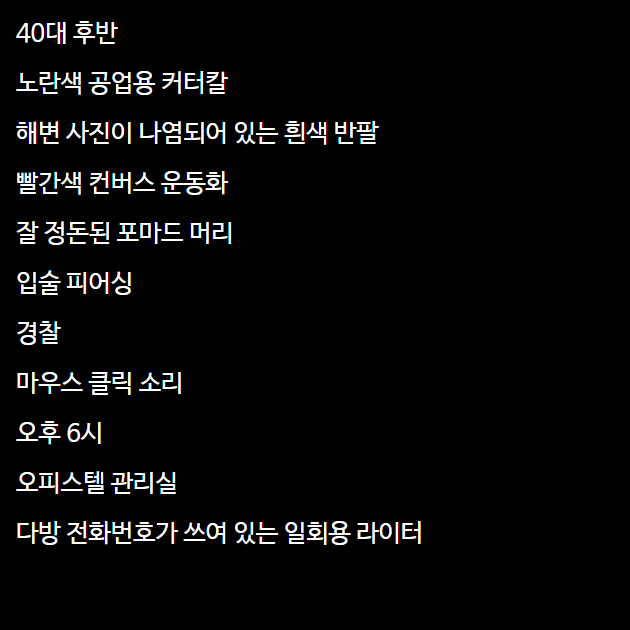 40대 후반
노란색 공업용 커터칼
해변 사진이 나염되어 있는 흰색 반팔
빨간색 컨버스 운동화
잘 정돈된 포마드 머리
입술 피어싱
경찰
마우스 클릭 소리
오후 6시
오피스텔 관리실
다방 전화번호가 쓰여 있는 일회용 라이터